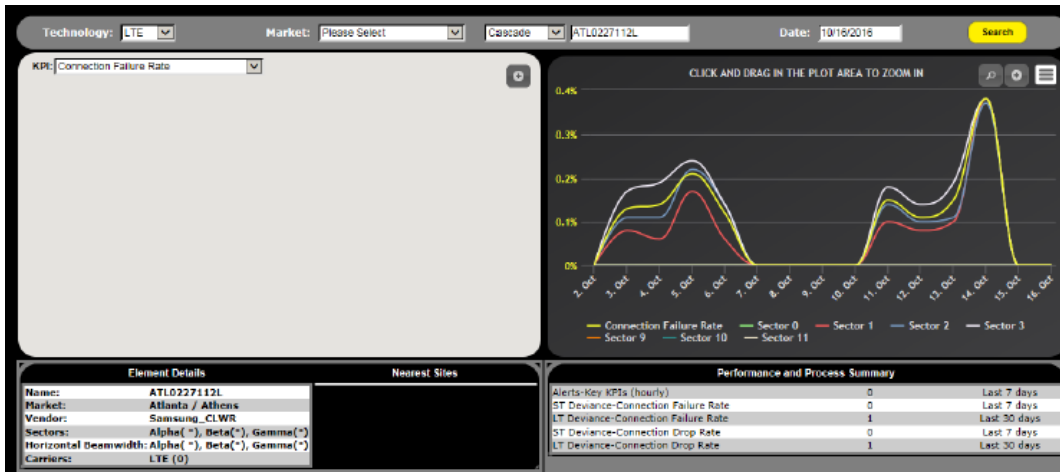 Technology: LTE Market: Please Select Cascade ATL0227112L Date: 10/16/2016 Search
KPI: Connection Failure Rate
CLICK AND DRAG IN THE PLOT AREA TO ZOOM IN
0.4%
0.3%
0.2%
0.1%
0%
2. Oct 3. Oct 4. Oct 5. Oct 6. Oct 7. Oct 8. Oct 9. Oct 10. Oct 11. Oct 12. Oct 13. Oct 14. Oct 15. Oct 16. Oct
Connection Failure Rate Sector 0 Sector 1 Sector 2 Sector 3
Sector 9 Sector 10 Sector 11
Element Details
Name: ATL0227112L
Market: Atlanta / Athens
Vendor: Samsung_CLWR
Sectors: Alpha(°), Beta(°), Gamma(°)
Horizontal Beamwidth: Alpha(°), Beta(°), Gamma(°)
Carriers: LTE (0)
Nearest Sites
Performance and Process Summary
Alerts-Key KPIs (hourly) 0 Last 7 days
ST Deviance-Connection Failure Rate 0 Last 7 days
LT Deviance-Connection Failure Rate 1 Last 30 days
ST Deviance-Connection Drop Rate 0 Last 7 days
LT Deviance-Connection Drop Rate 1 Last 30 days